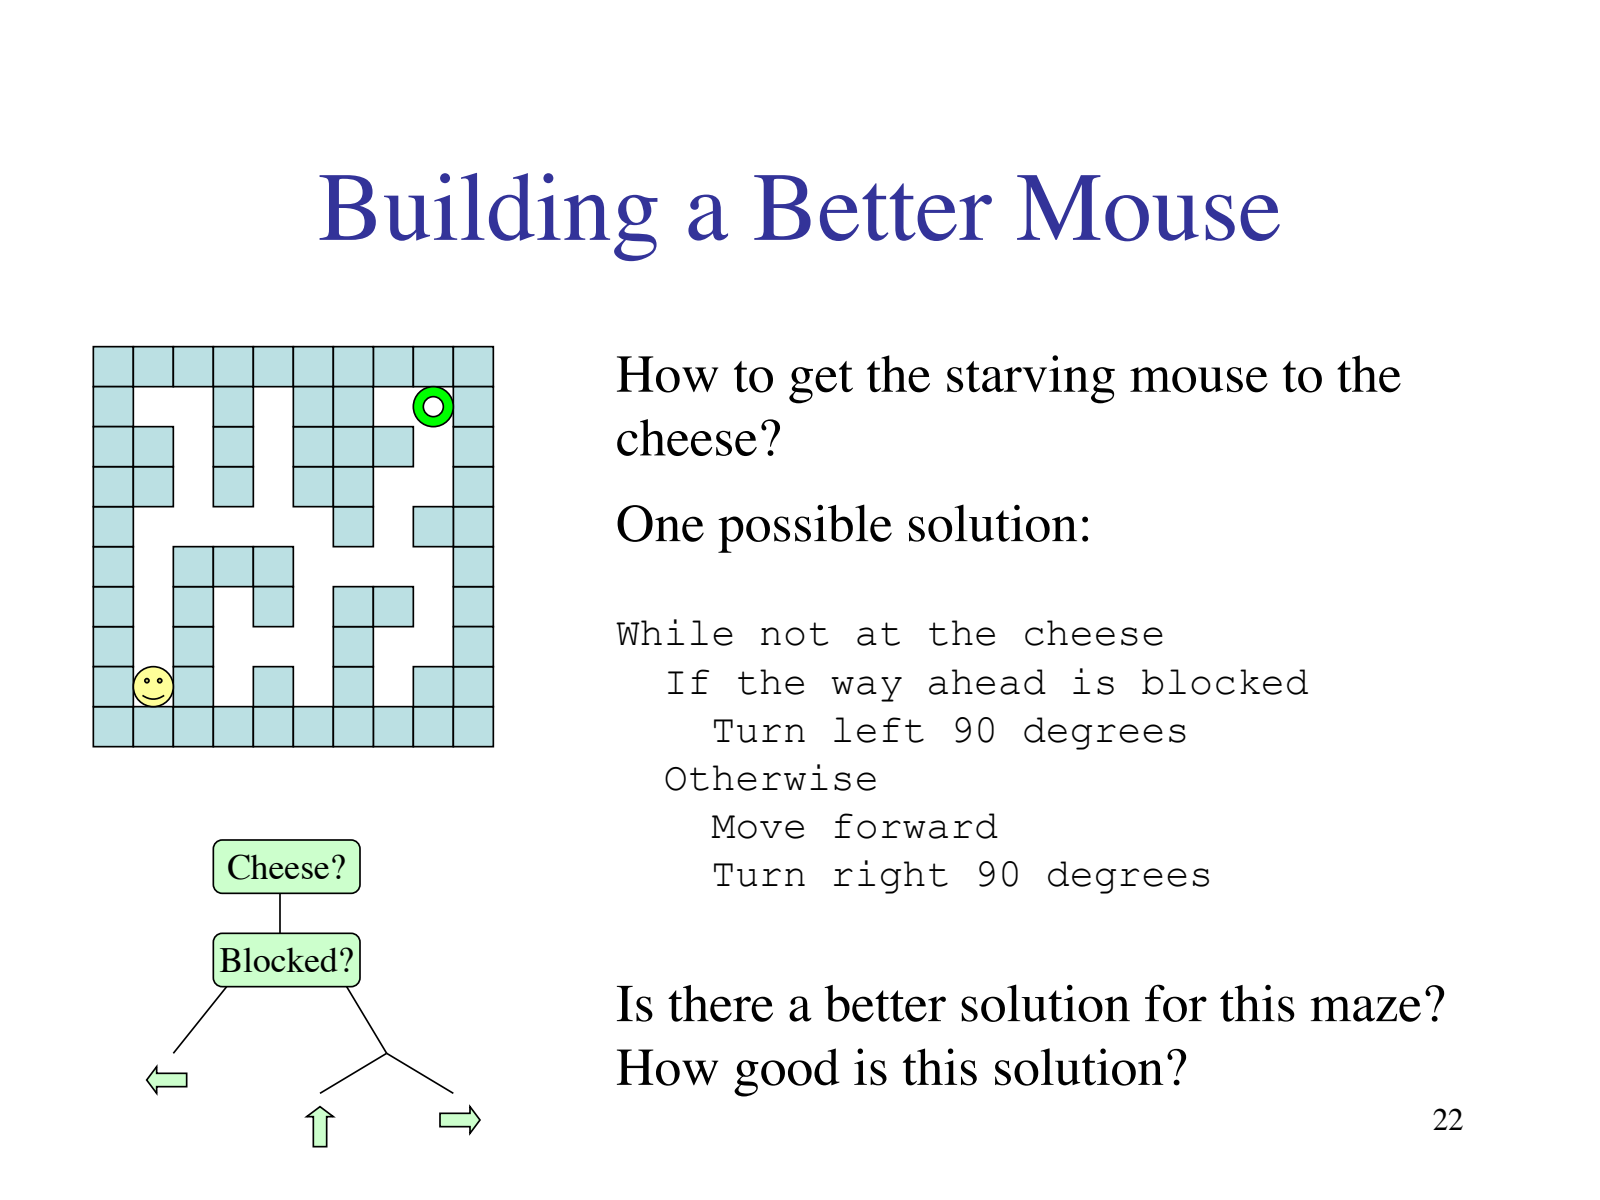 Building a Better Mouse
How to get the starving mouse to the
cheese?
One possible solution:
While not at the cheese
If the way ahead is blocked
Turn left 90 degrees
Otherwise
Move forward
Turn right 90 degrees
Cheese?
Blocked?
Is there a better solution for this maze?
How good is this solution?
22